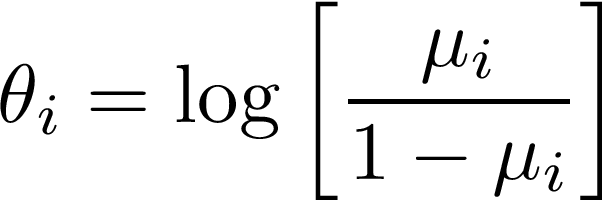 θ_i = log [ μ_i / (1 − μ_i) ]